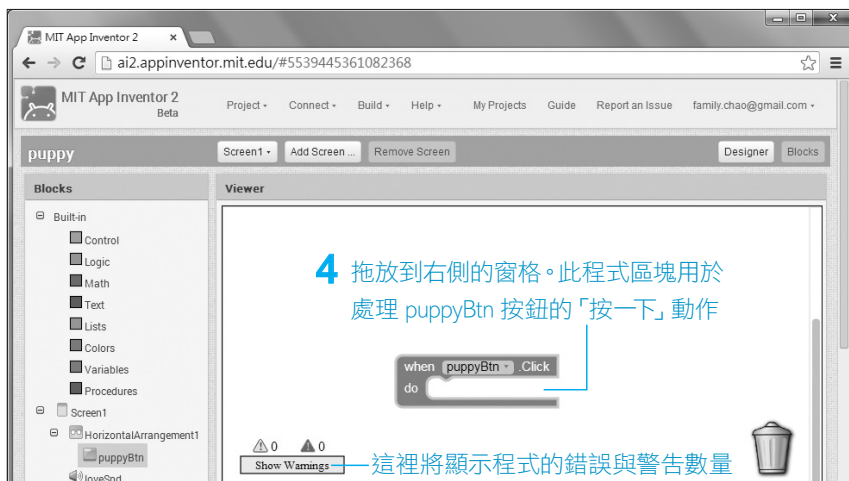 MIT App Inventor 2
ai2.appinventor.mit.edu/#5539445361082368
MIT App Inventor 2
Beta
Project Connect Build Help My Projects Guide Report an Issue family.chao@gmail.com
puppy
Screen1 Add Screen ... Remove Screen Designer Blocks
Blocks
Viewer
Built-in
Control
Logic
Math
Text
Lists
Colors
Variables
Procedures
Screen1
HorizontalArrangement1
puppyBtn
loveSnd
4 拖放到右側的窗格。此程式區塊用於
處理 puppyBtn 按鈕的「按一下」動作
when puppyBtn .Click
do
0 0
Show Warnings
這裡將顯示程式的錯誤與警告數量